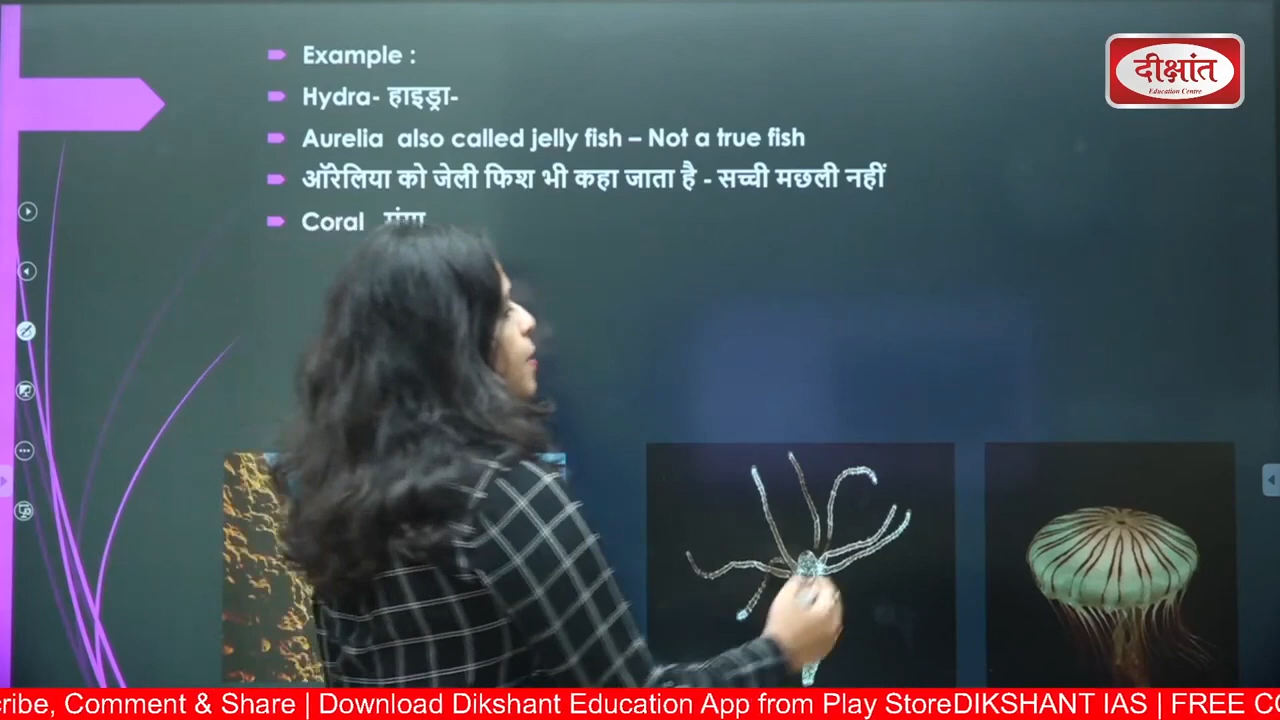 Example :
Hydra- हाइड्रा-
Aurelia also called jelly fish – Not a true fish
ऑरेलिया को जेली फिश भी कहा जाता है - सच्ची मछली नहीं
Coral
दीक्षांत
Education Centre
cribe, Comment & Share | Download Dikshant Education App from Play StoreDIKSHANT IAS | FREE Co